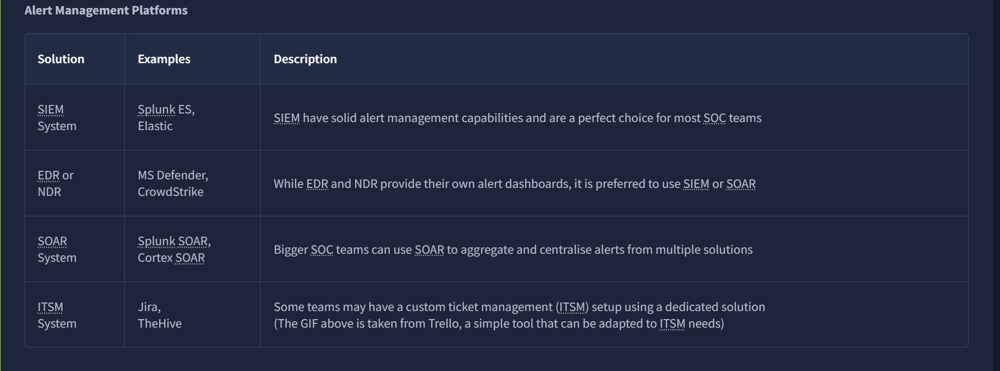 Alert Management Platforms
Solution
Examples
Description
SIEM
System
Splunk ES,
Elastic
SIEM have solid alert management capabilities and are a perfect choice for most SOC teams
EDR or
NDR
MS Defender,
CrowdStrike
While EDR and NDR provide their own alert dashboards, it is preferred to use SIEM or SOAR
SOAR
System
Splunk SOAR,
Cortex SOAR
Bigger SOC teams can use SOAR to aggregate and centralise alerts from multiple solutions
ITSM
System
Jira,
TheHive
Some teams may have a custom ticket management (ITSM) setup using a dedicated solution
(The GIF above is taken from Trello, a simple tool that can be adapted to ITSM needs)